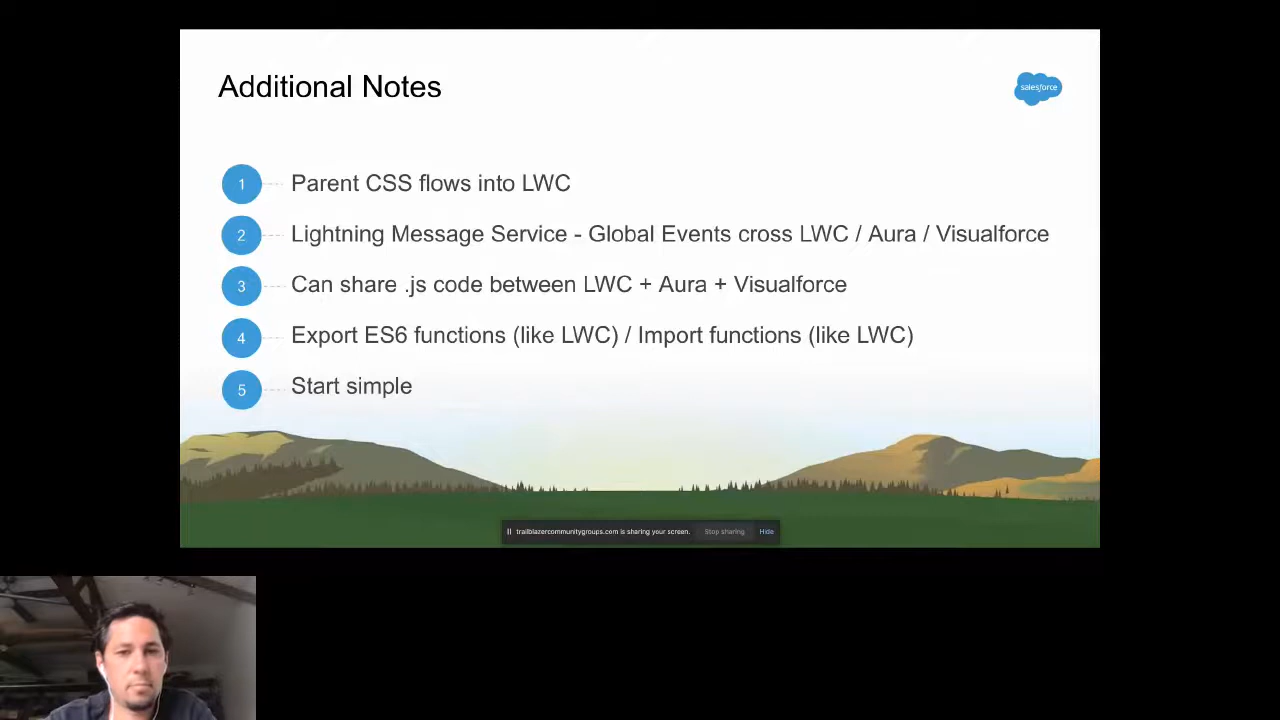 Additional Notes
salesforce
1 Parent CSS flows into LWC
2 Lightning Message Service - Global Events cross LWC / Aura / Visualforce
3 Can share .js code between LWC + Aura + Visualforce
4 Export ES6 functions (like LWC) / Import functions (like LWC)
5 Start simple
trailblazercommunitygroups.com is sharing your screen. Stop sharing Hide